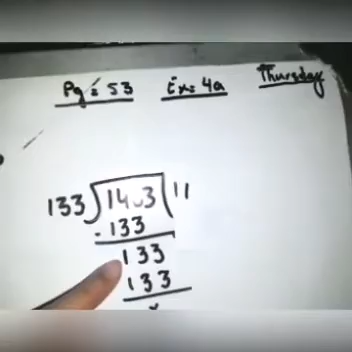 Pg = 53 Ex = 4a Thursday
133)1463(11
-133
133
133
x